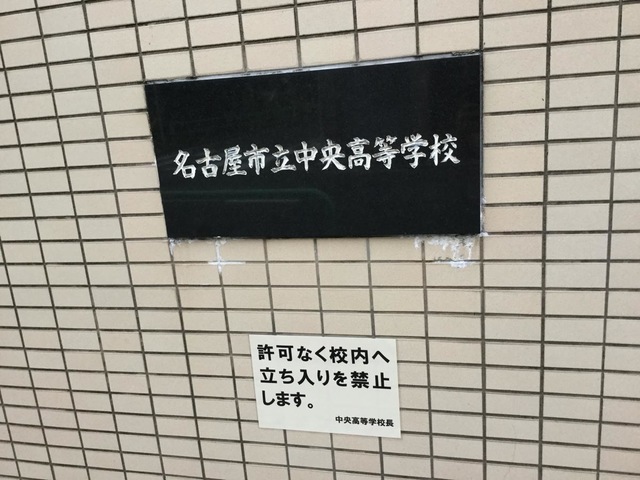 名古屋市立中央高等学校
許可なく校内へ
立ち入りを禁止
します。
中央高等学校長